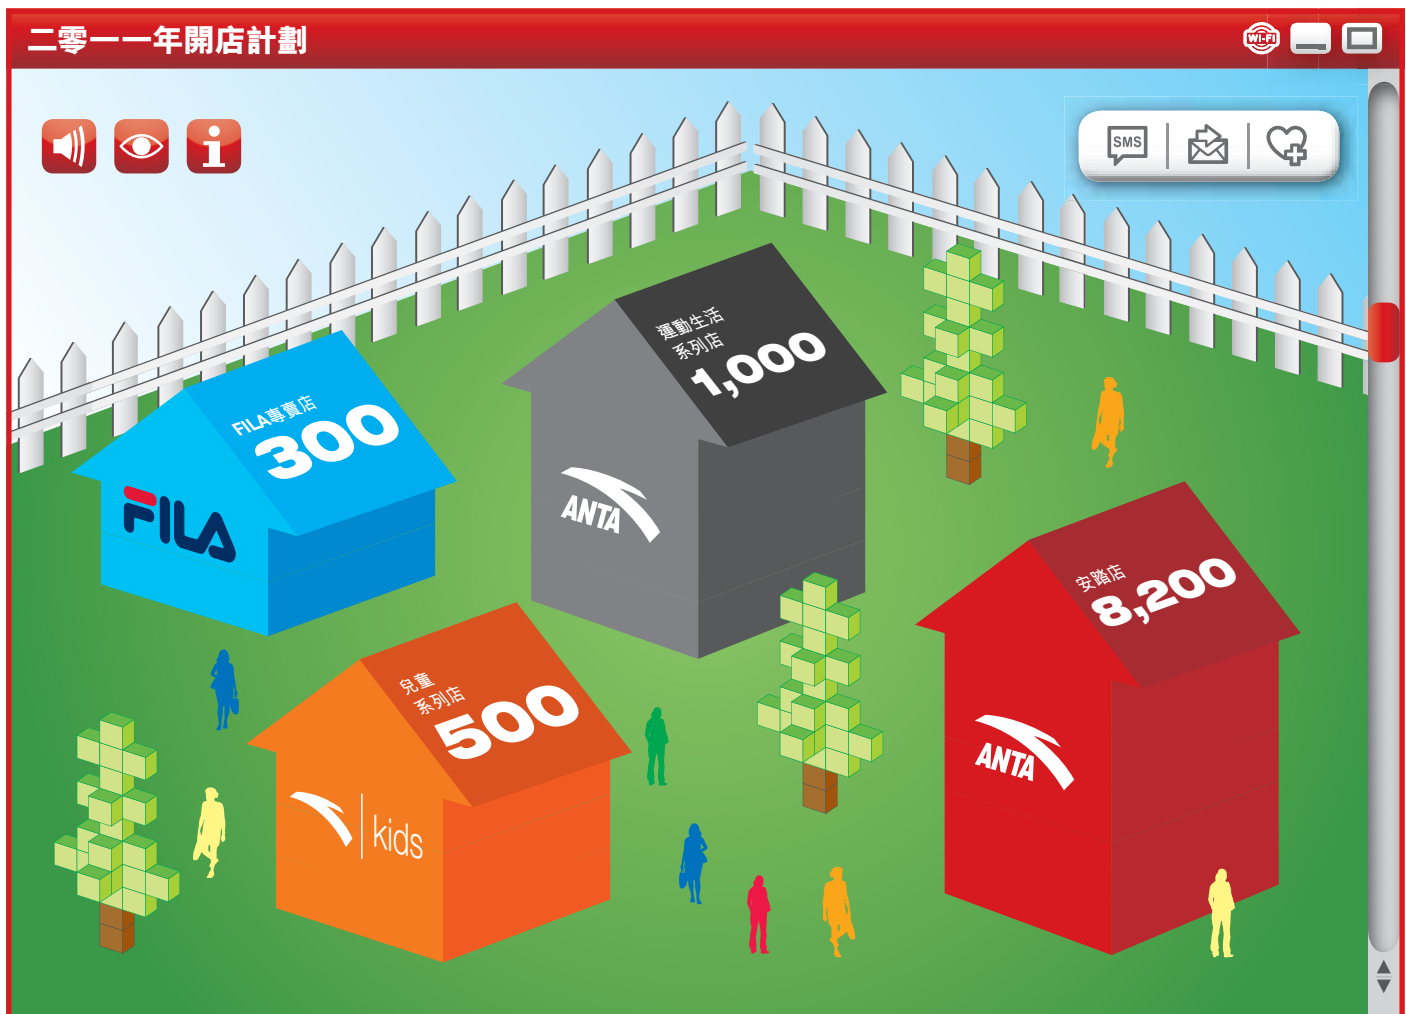 二零一一年開店計劃
WI-FI
SMS
運動生活
系列店
1,000
ANTA
FILA專賣店
300
FILA
安踏店
8,200
ANTA
兒童
系列店
500
kids